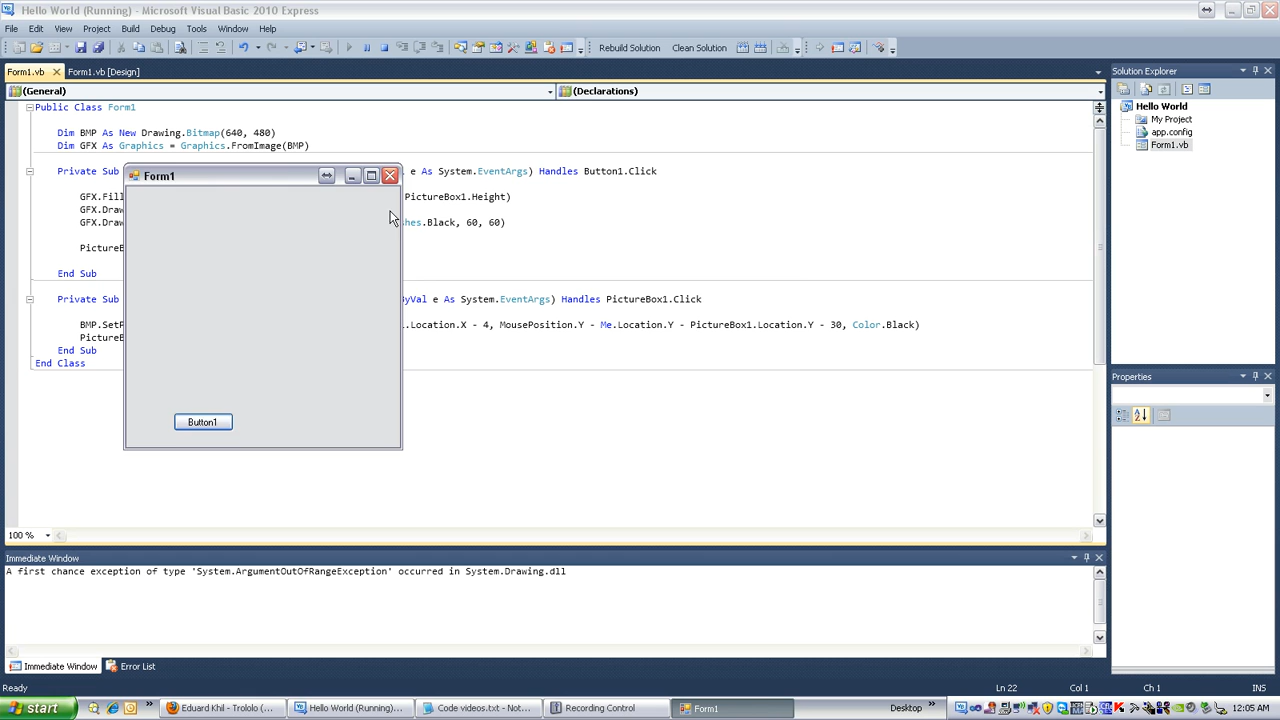 Hello World (Running) - Microsoft Visual Basic 2010 Express
File Edit View Project Build Debug Tools Window Help
Rebuild Solution Clean Solution
Form1.vb Form1.vb [Design]
(General) (Declarations)
Public Class Form1
Dim BMP As New Drawing.Bitmap(640, 480)
Dim GFX As Graphics = Graphics.FromImage(BMP)
Private Sub e As System.EventArgs) Handles Button1.Click
GFX.Fill PictureBox1.Height)
GFX.Draw
GFX.Draw hes.Black, 60, 60)
PictureB
End Sub
Private Sub ByVal e As System.EventArgs) Handles PictureBox1.Click
BMP.SetP .Location.X - 4, MousePosition.Y - Me.Location.Y - PictureBox1.Location.Y - 30, Color.Black)
PictureB
End Sub
End Class
Form1
Button1
100 %
Immediate Window
A first chance exception of type 'System.ArgumentOutOfRangeException' occurred in System.Drawing.dll
Immediate Window Error List
Solution Explorer
Hello World
My Project
app.config
Form1.vb
Properties
Ready Ln 22 Col 1 Ch 1 INS
start Eduard Khil - Trololo (... Hello World (Running)... Code videos.txt - Not... Recording Control Form1 Desktop 12:05 AM